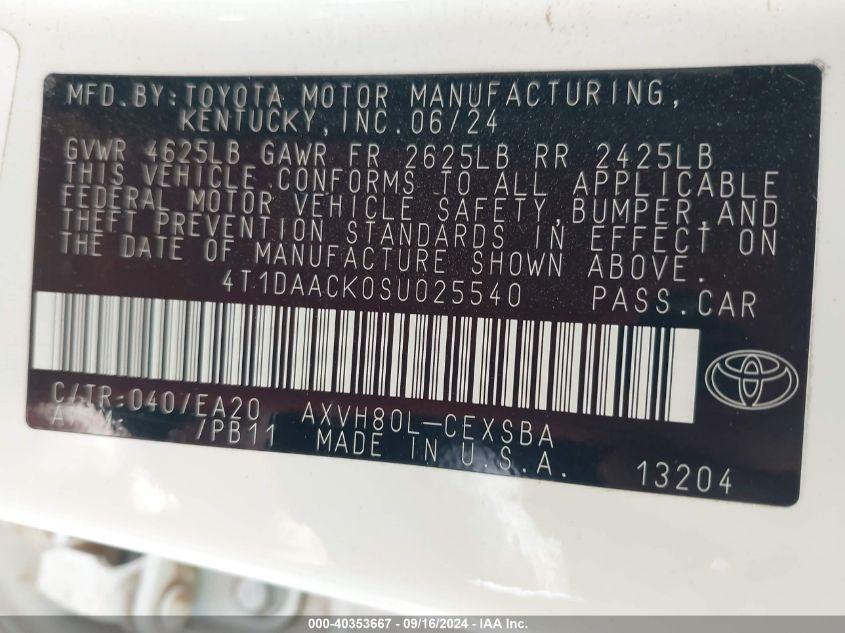 MFD.BY:TOYOTA MOTOR MANUFACTURING,
KENTUCKY,INC.06/24
GVWR 4625LB GAWR FR 2625LB RR 2425LB
THIS VEHICLE CONFORMS TO ALL APPLICABLE
FEDERAL MOTOR VEHICLE SAFETY,BUMPER,AND
THEFT PREVENTION STANDARDS IN EFFECT ON
THE DATE OF MANUFACTURE SHOWN ABOVE.
4T1DAACK0SU025540 PASS.CAR
C/TR:040/EA20 AXVH80L-CEXSBA
A/TM: /PB11 MADE IN U.S.A. 13204
000-40353667 - 09/16/2024 - IAA Inc.